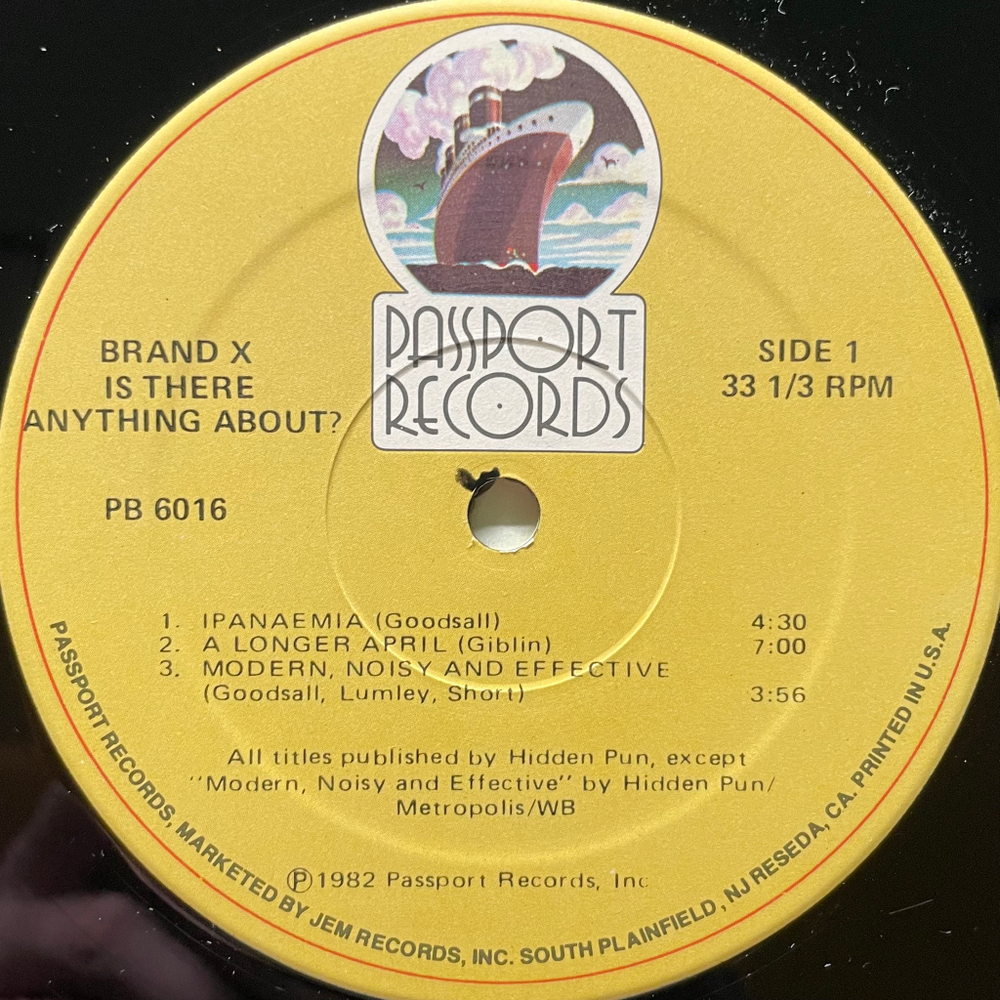 PASSPORT
RECORDS
BRAND X
IS THERE
ANYTHING ABOUT?
SIDE 1
33 1/3 RPM
PB 6016
1. IPANAEMIA (Goodsall) 4:30
2. A LONGER APRIL (Giblin) 7:00
3. MODERN, NOISY AND EFFECTIVE
(Goodsall, Lumley, Short) 3:56
All titles published by Hidden Pun, except
"Modern, Noisy and Effective" by Hidden Pun/
Metropolis/WB
℗1982 Passport Records, Inc
PASSPORT RECORDS, MARKETED BY JEM RECORDS, INC. SOUTH PLAINFIELD, NJ RESEDA, CA. PRINTED IN U.S.A.